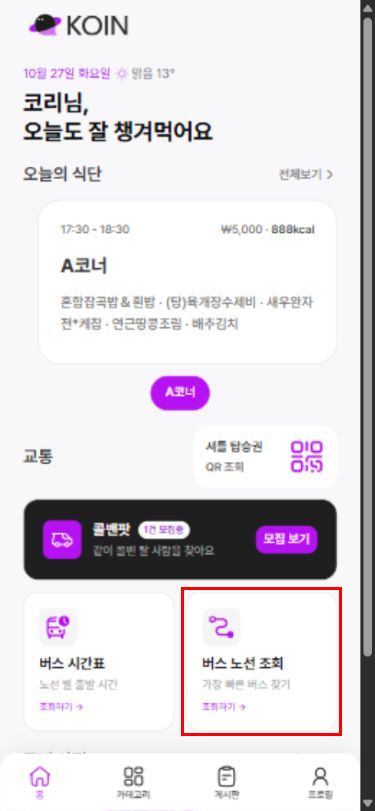 KOIN
10월 27일 화요일 맑음 13°
코리님,
오늘도 잘 챙겨먹어요
오늘의 식단
전체보기 >
17:30 - 18:30
₩5,000 · 888kcal
A코너
혼합잡곡밥 & 흰밥 · (당)육개장수제비 · 새우완자
전*케찹 · 연근땅콩조림 · 배추김치
A코너
교통
셔틀 탑승권
QR 조회
콜밴팟 1건 모집중
같이 콜밴 탈 사람을 찾아요
모집 보기
버스 시간표
노선 별 출발 시간
조회하기 →
버스 노선 조회
가장 빠른 버스 찾기
조회하기 →
홈
카테고리
게시판
프로필